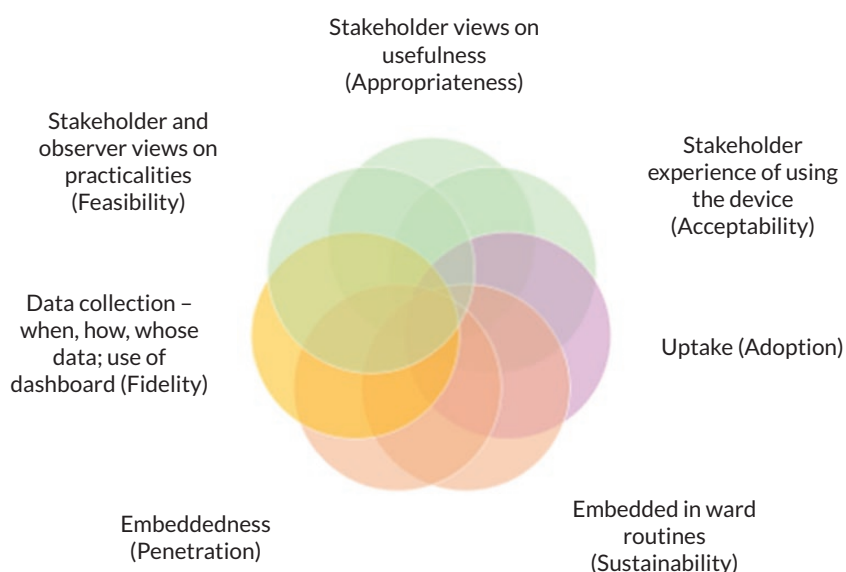 Stakeholder views on
usefulness
(Appropriateness)
Stakeholder and
observer views on
practicalities
(Feasibility)
Stakeholder
experience of using
the device
(Acceptability)
Data collection –
when, how, whose
data; use of
dashboard (Fidelity)
Uptake (Adoption)
Embeddedness
(Penetration)
Embedded in ward
routines
(Sustainability)